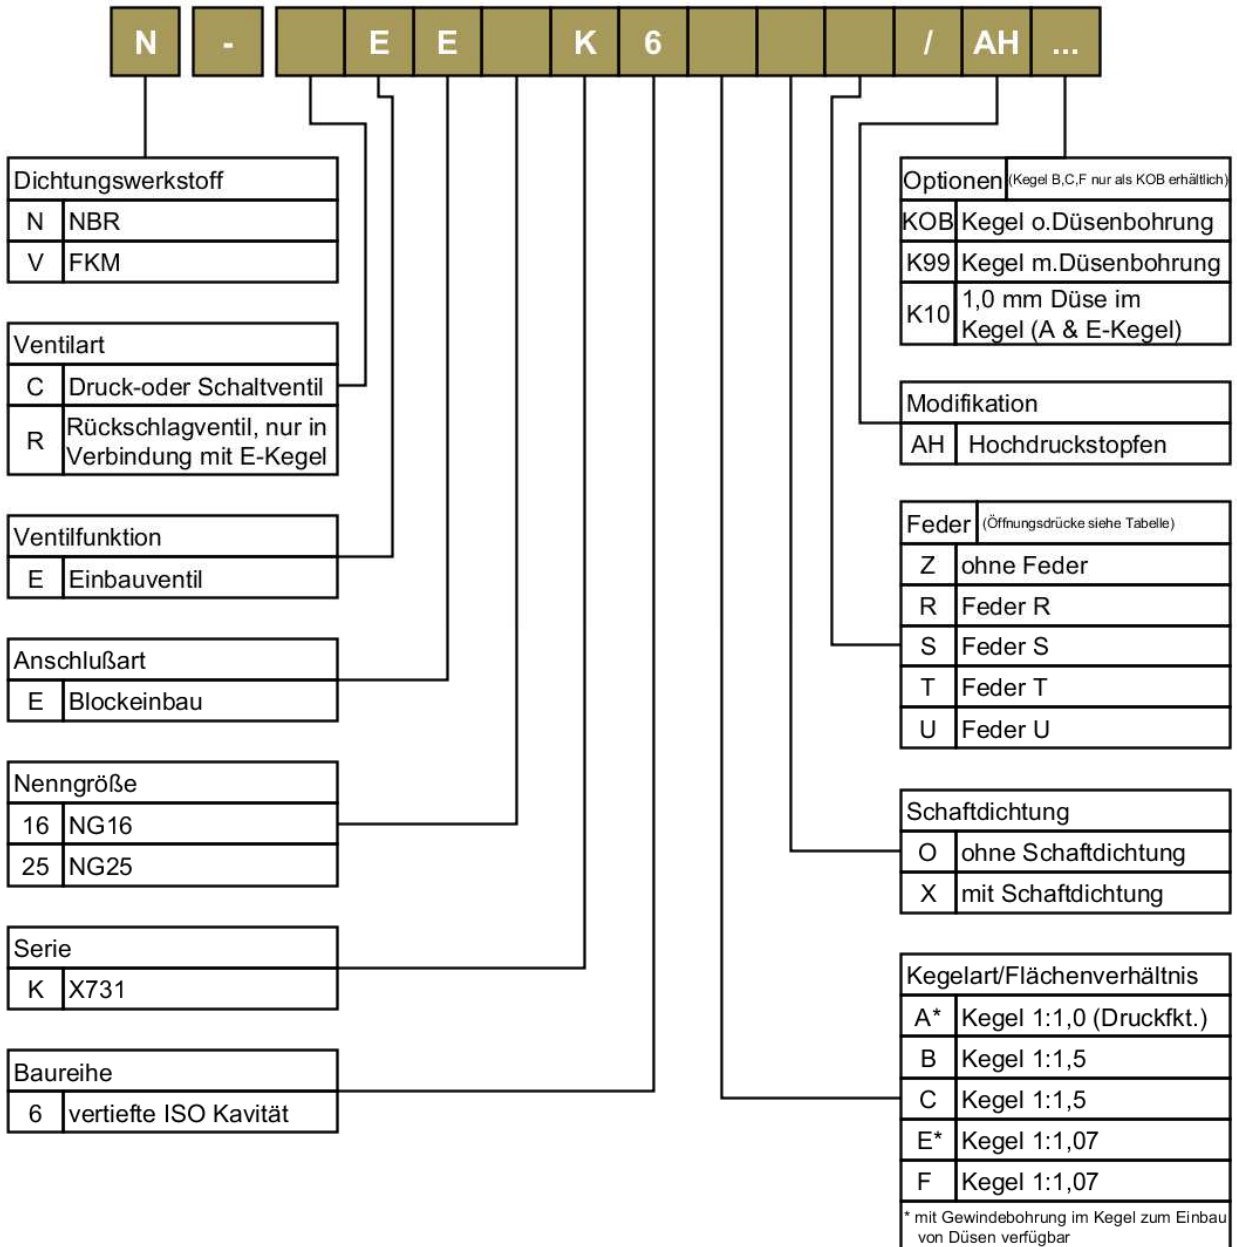 N - E E K 6 / AH ...
Dichtungswerkstoff
N NBR
V FKM
Ventilart
C Druck-oder Schaltventil
R Rückschlagventil, nur in
Verbindung mit E-Kegel
Ventilfunktion
E Einbauventil
Anschlußart
E Blockeinbau
Nenngröße
16 NG16
25 NG25
Serie
K X731
Baureihe
6 vertiefte ISO Kavität
Optionen (Kegel B,C,F nur als KOB erhältlich)
KOB Kegel o.Düsenbohrung
K99 Kegel m.Düsenbohrung
K10 1,0 mm Düse im
Kegel (A & E-Kegel)
Modifikation
AH Hochdruckstopfen
Feder (Öffnungsdrücke siehe Tabelle)
Z ohne Feder
R Feder R
S Feder S
T Feder T
U Feder U
Schaftdichtung
O ohne Schaftdichtung
X mit Schaftdichtung
Kegelart/Flächenverhältnis
A* Kegel 1:1,0 (Druckfkt.)
B Kegel 1:1,5
C Kegel 1:1,5
E* Kegel 1:1,07
F Kegel 1:1,07
* mit Gewindebohrung im Kegel zum Einbau
von Düsen verfügbar